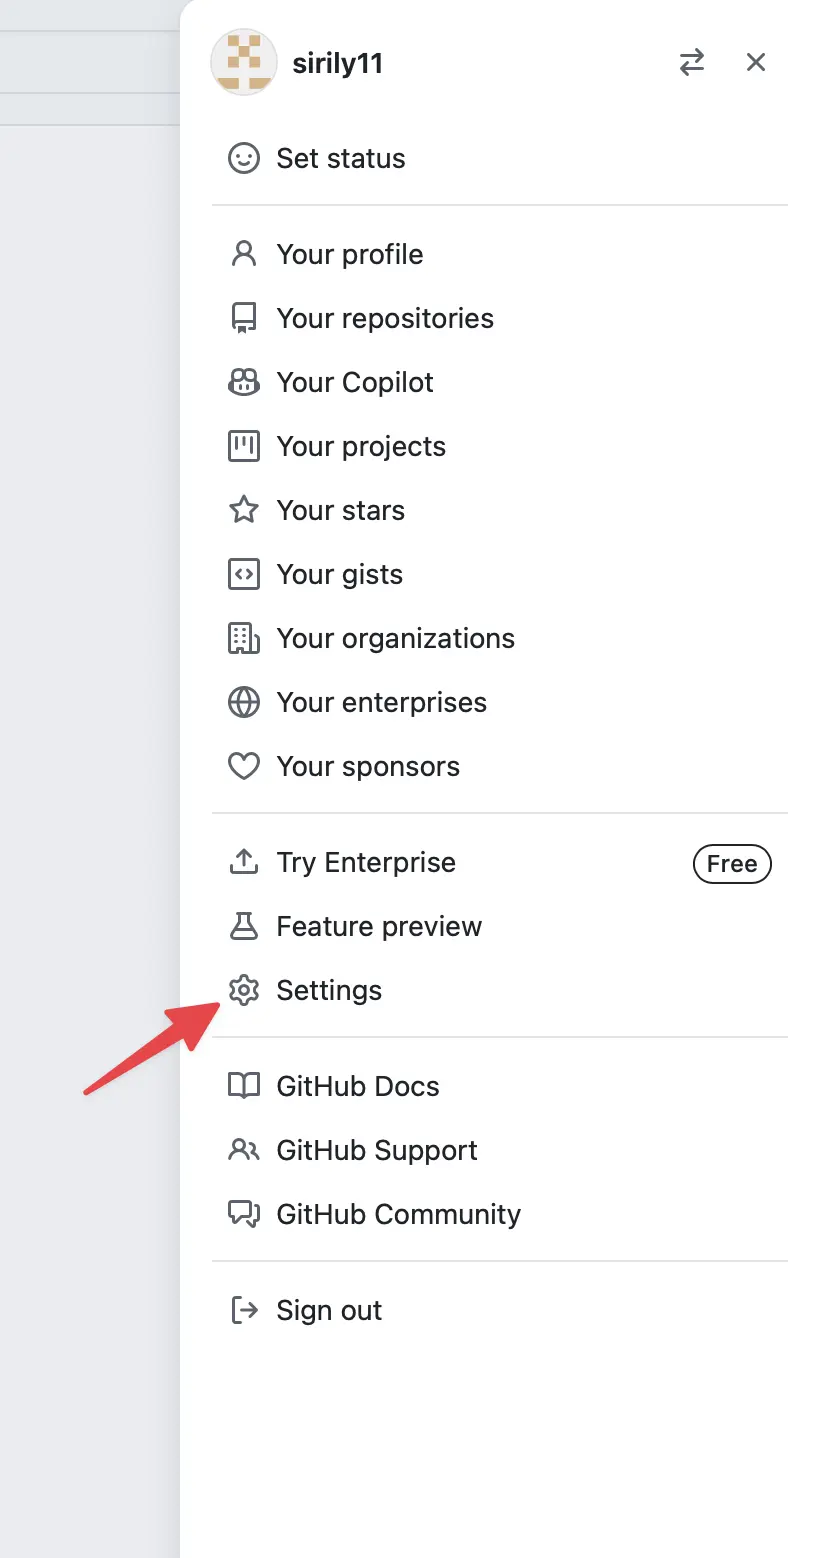 sirily11
Set status
Your profile
Your repositories
Your Copilot
Your projects
Your stars
Your gists
Your organizations
Your enterprises
Your sponsors
Try Enterprise Free
Feature preview
Settings
GitHub Docs
GitHub Support
GitHub Community
Sign out